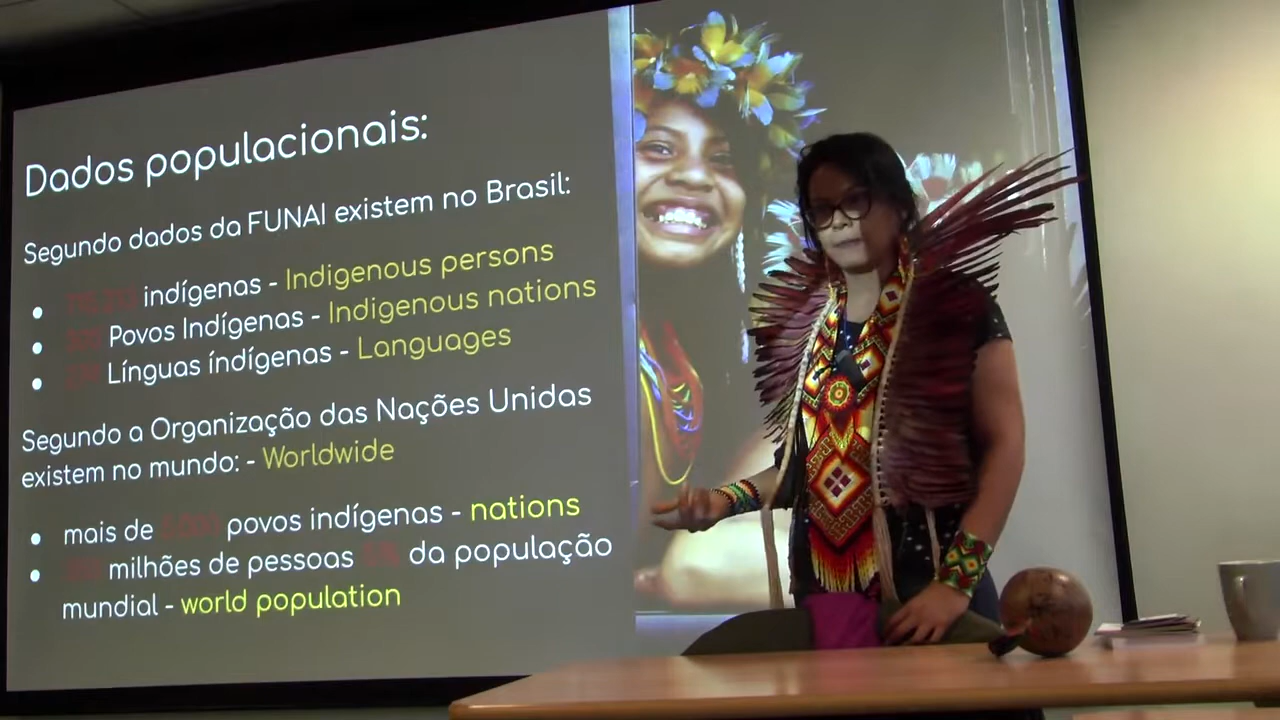 Dados populacionais:
Segundo dados da FUNAI existem no Brasil:
• indígenas - Indigenous persons
• Povos Indígenas - Indigenous nations
• Línguas índígenas - Languages
Segundo a Organização das Nações Unidas
existem no mundo: - Worldwide
• mais de povos indígenas - nations
• milhões de pessoas da população
mundial - world population